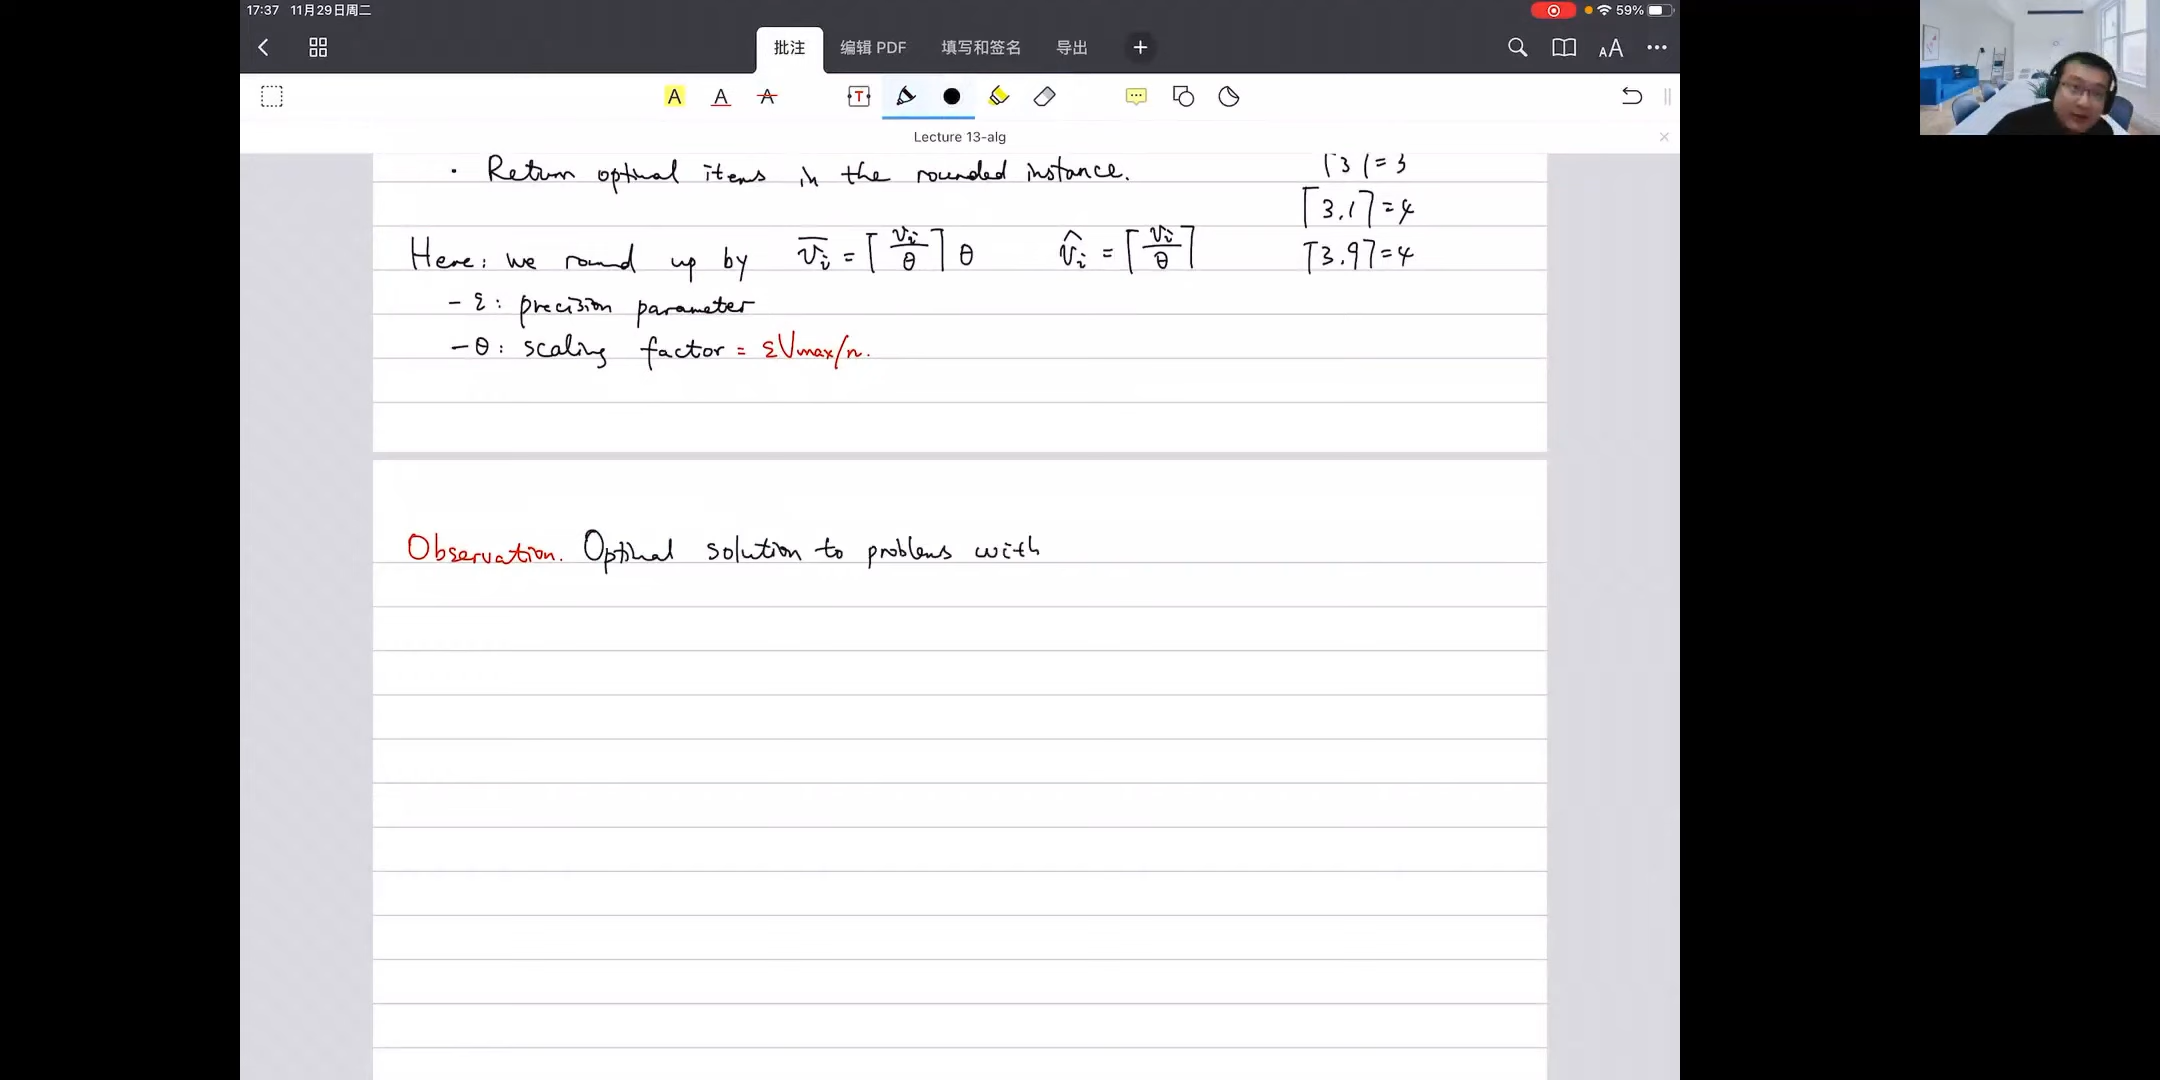 17:37 11月29日周二
59%
批注 编辑 PDF 填写和签名 导出
Lecture 13-alg
· Return optimal items in the rounded instance.
⌈3⌉=3
⌈3.1⌉=4
Here: we round up by v̄ᵢ = ⌈vᵢ/θ⌉ θ v̂ᵢ = ⌈vᵢ/θ⌉
⌈3.9⌉=4
- ε: precision parameter
- θ: scaling factor = εVmax/n.
Observation. Optimal solution to problems with